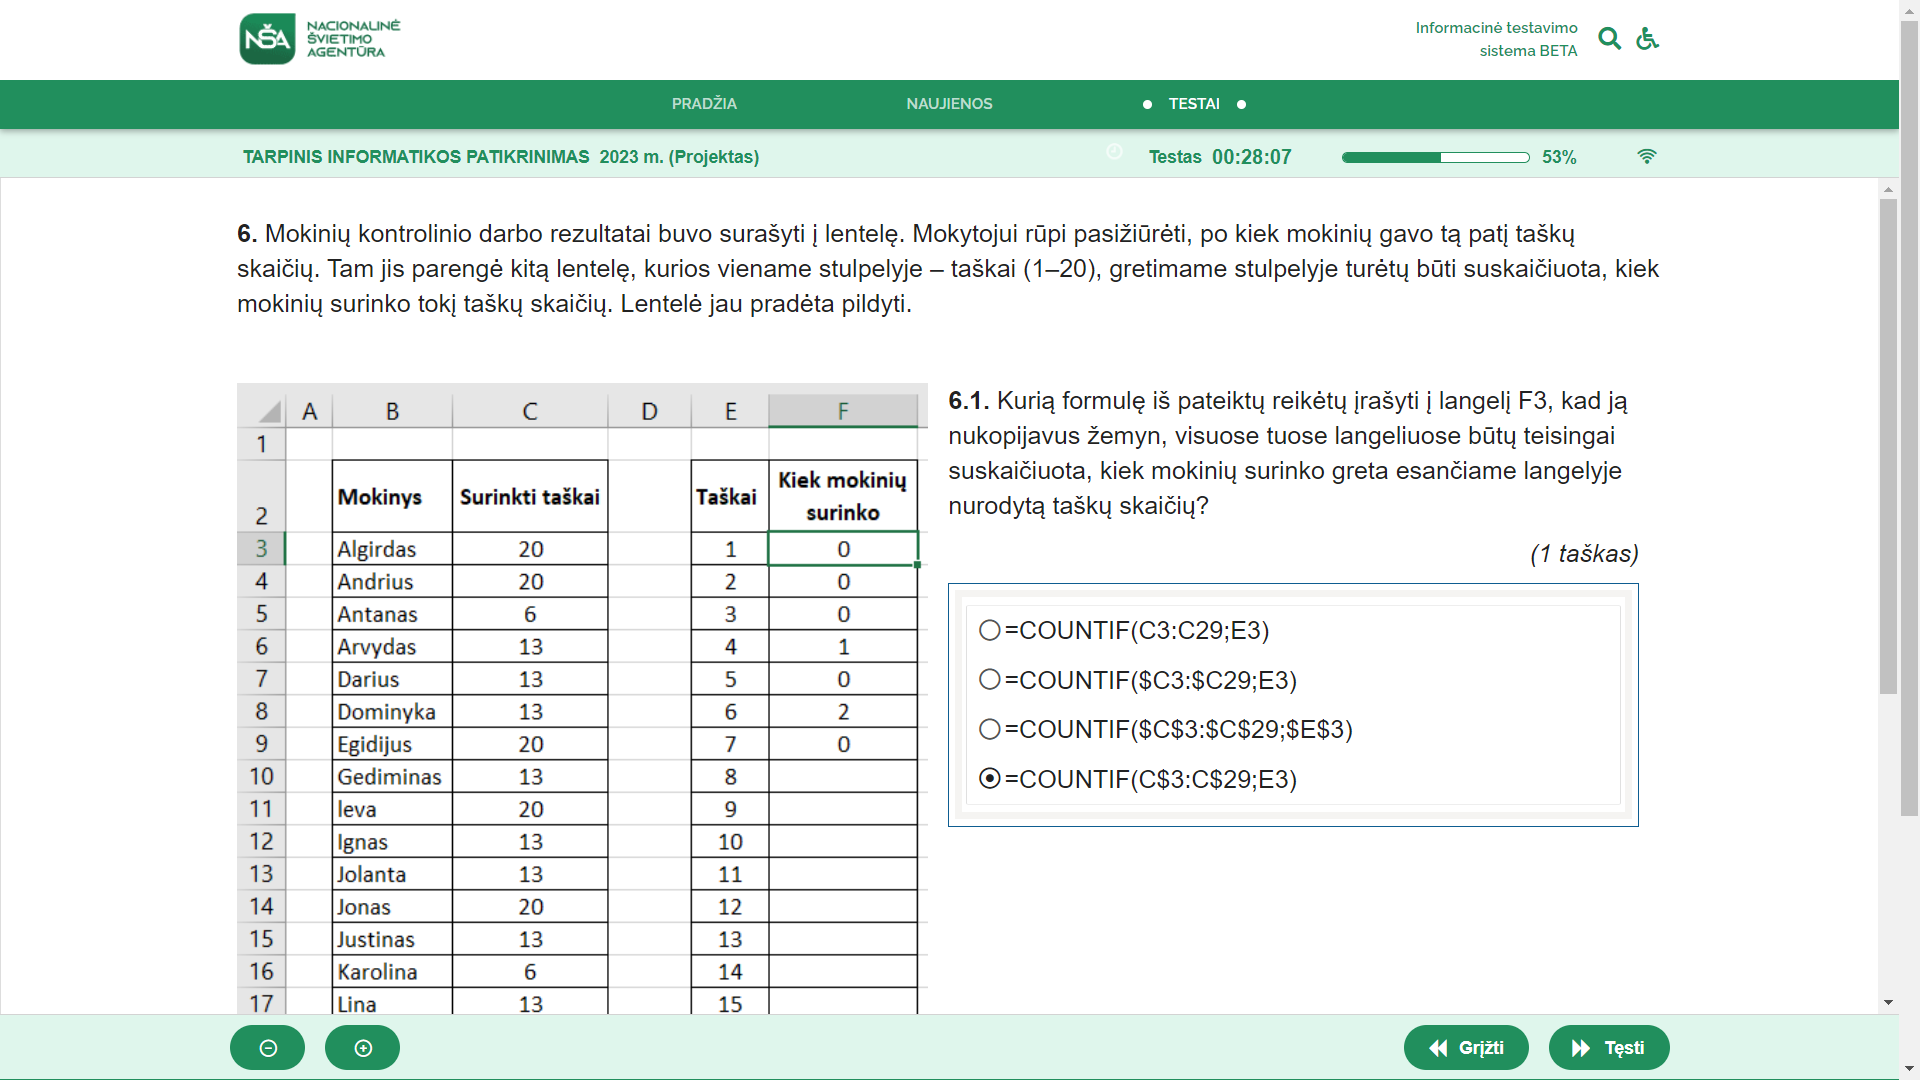 NŠA NACIONALINĖ
ŠVIETIMO
AGENTŪRA
Informacinė testavimo
sistema BETA
PRADŽIA NAUJIENOS TESTAI
TARPINIS INFORMATIKOS PATIKRINIMAS 2023 m. (Projektas) Testas 00:28:07 53%
6. Mokinių kontrolinio darbo rezultatai buvo surašyti į lentelę. Mokytojui rūpi pasižiūrėti, po kiek mokinių gavo tą patį taškų
skaičių. Tam jis parengė kitą lentelę, kurios viename stulpelyje – taškai (1–20), gretimame stulpelyje turėtų būti suskaičiuota, kiek
mokinių surinko tokį taškų skaičių. Lentelė jau pradėta pildyti.
A B C D E F
1
2 Mokinys Surinkti taškai Taškai Kiek mokinių surinko
3 Algirdas 20 1 0
4 Andrius 20 2 0
5 Antanas 6 3 0
6 Arvydas 13 4 1
7 Darius 13 5 0
8 Dominyka 13 6 2
9 Egidijus 20 7 0
10 Gediminas 13 8
11 Ieva 20 9
12 Ignas 13 10
13 Jolanta 13 11
14 Jonas 20 12
15 Justinas 13 13
16 Karolina 6 14
17 Lina 13 15
6.1. Kurią formulę iš pateiktų reikėtų įrašyti į langelį F3, kad ją
nukopijavus žemyn, visuose tuose langeliuose būtų teisingai
suskaičiuota, kiek mokinių surinko greta esančiame langelyje
nurodytą taškų skaičių?
(1 taškas)
=COUNTIF(C3:C29;E3)
=COUNTIF($C3:$C29;E3)
=COUNTIF($C$3:$C$29;$E$3)
=COUNTIF(C$3:C$29;E3)
Grįžti Tęsti